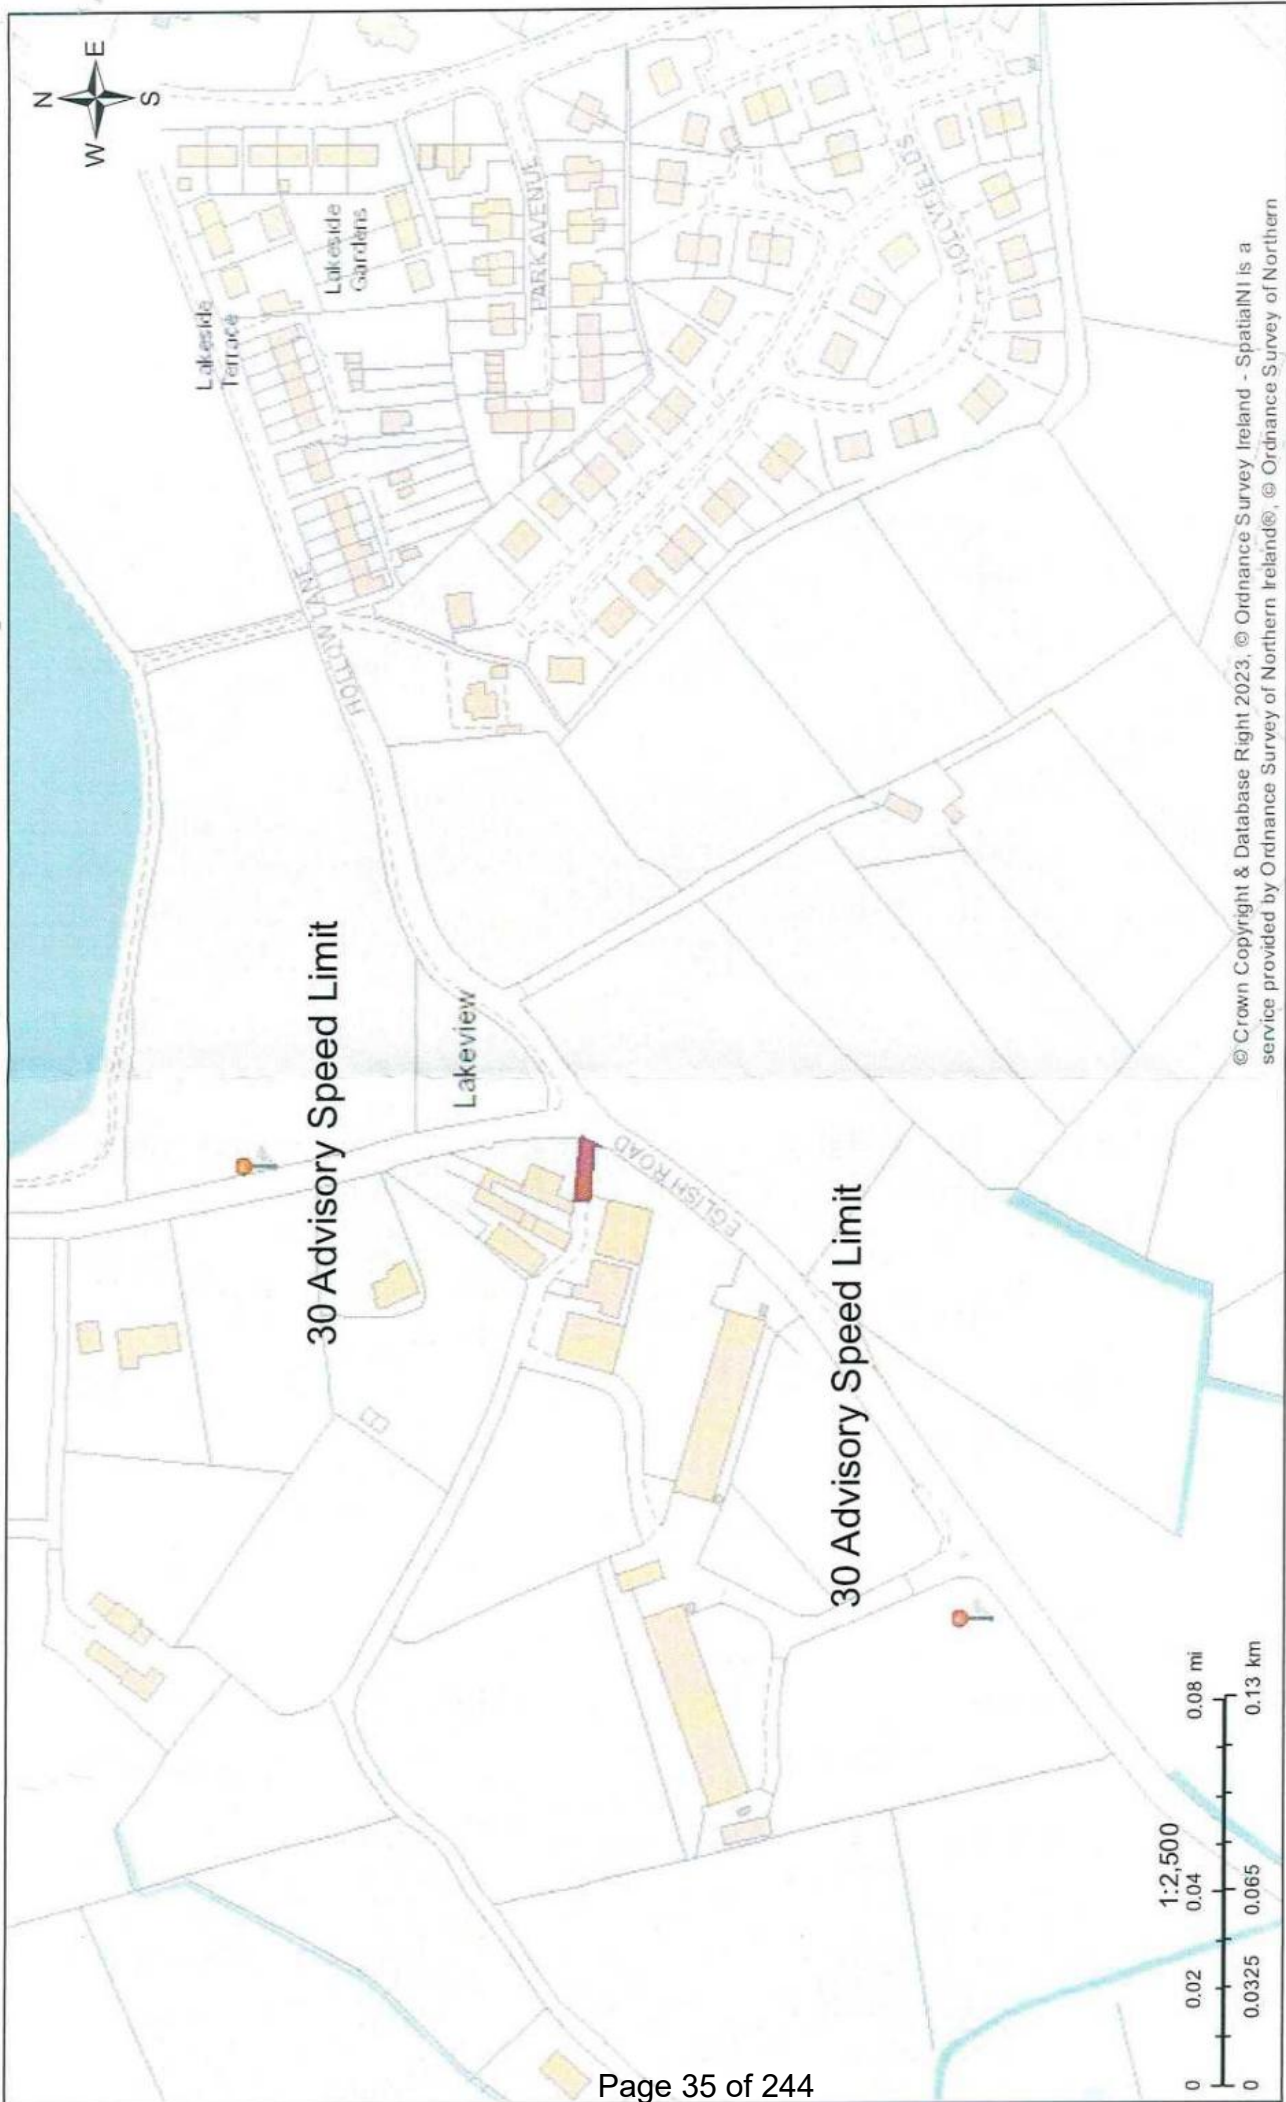 N
W E
S
Lakeside
Terrace
Lakeside
Gardens
PARK AVENUE
HOLLYFIELDS
HOLLOW LANE
30 Advisory Speed Limit
Lakeview
EGLISH ROAD
30 Advisory Speed Limit
1:2,500
0 0.02 0.04 0.08 mi
0 0.0325 0.065 0.13 km
© Crown Copyright & Database Right 2023, © Ordnance Survey Ireland - SpatialNI is a
service provided by Ordnance Survey of Northern Ireland®, © Ordnance Survey of Northern
Page 35 of 244